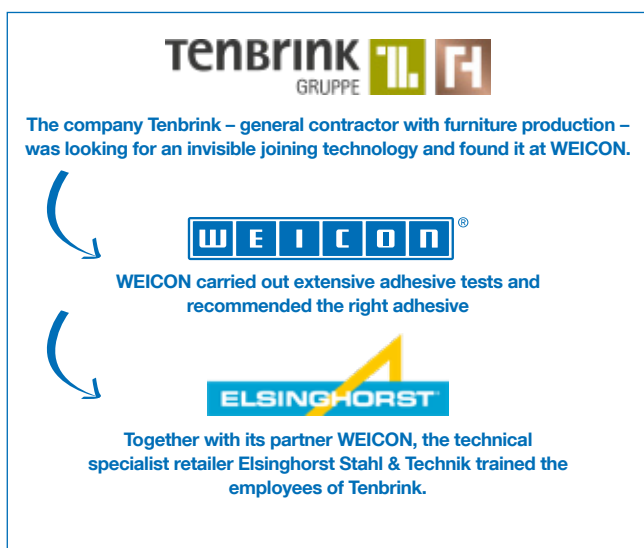 Tenbrink
GRUPPE
The company Tenbrink – general contractor with furniture production –
was looking for an invisible joining technology and found it at WEICON.
WEICON®
WEICON carried out extensive adhesive tests and
recommended the right adhesive
ELSINGHORST
Together with its partner WEICON, the technical
specialist retailer Elsinghorst Stahl & Technik trained the
employees of Tenbrink.